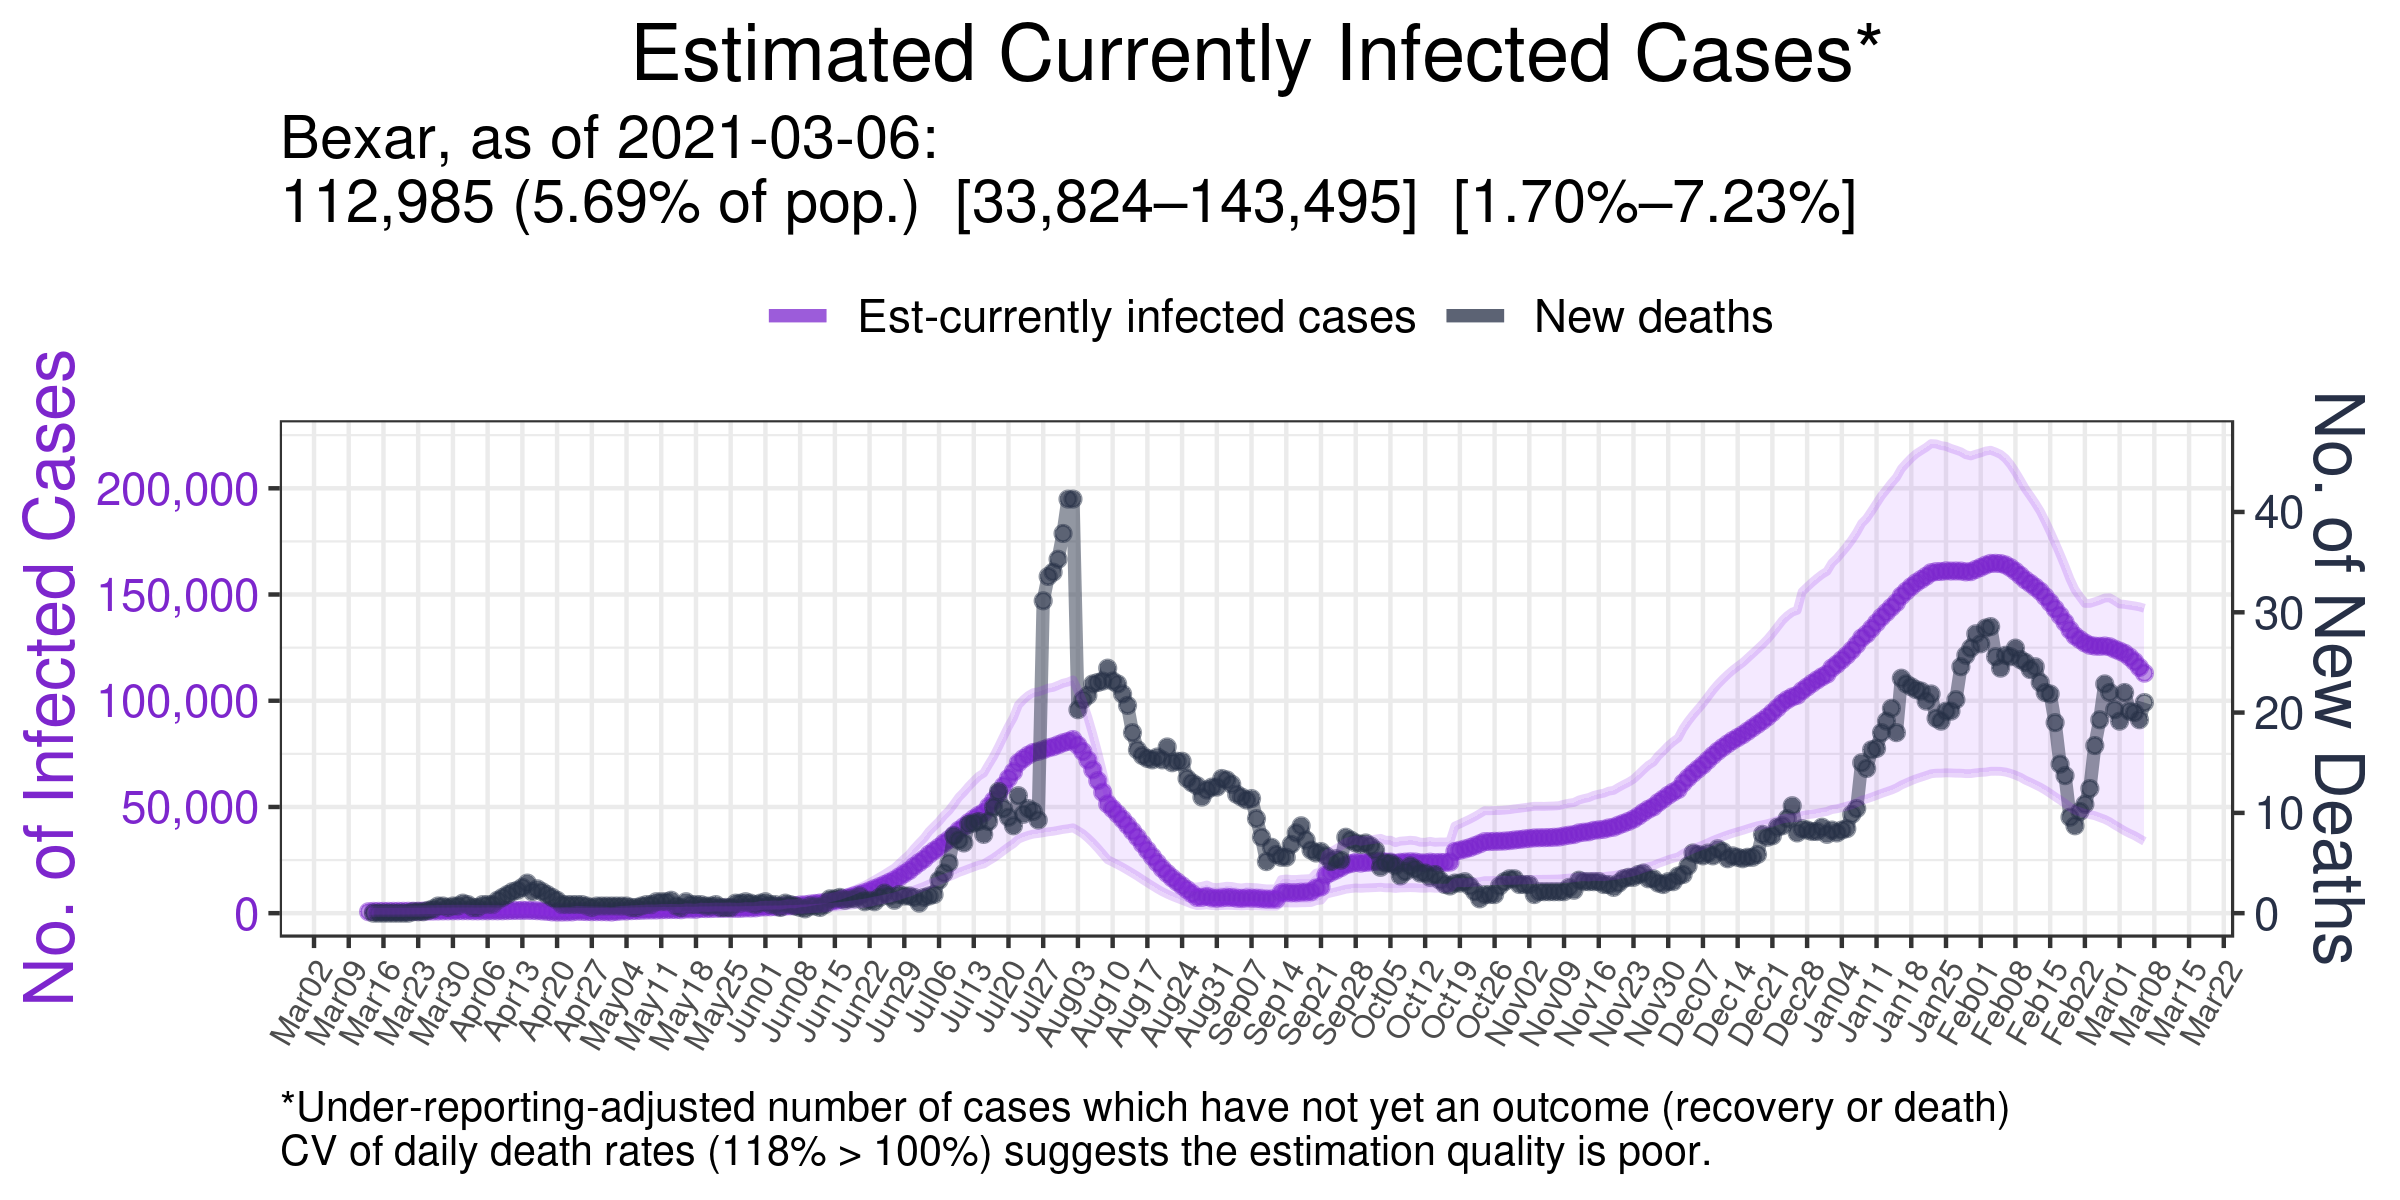 Estimated Currently Infected Cases*
Bexar, as of 2021-03-06:
112,985 (5.69% of pop.)  [33,824–143,495]  [1.70%–7.23%]
Est-currently infected cases
New deaths
No. of Infected Cases
200,000
150,000
100,000
50,000
0
No. of New Deaths
40
30
20
10
0
Mar02
Mar09
Mar16
Mar23
Mar30
Apr06
Apr13
Apr20
Apr27
May04
May11
May18
May25
Jun01
Jun08
Jun15
Jun22
Jun29
Jul06
Jul13
Jul20
Jul27
Aug03
Aug10
Aug17
Aug24
Aug31
Sep07
Sep14
Sep21
Sep28
Oct05
Oct12
Oct19
Oct26
Nov02
Nov09
Nov16
Nov23
Nov30
Dec07
Dec14
Dec21
Dec28
Jan04
Jan11
Jan18
Jan25
Feb01
Feb08
Feb15
Feb22
Mar01
Mar08
Mar15
Mar22
*Under-reporting-adjusted number of cases which have not yet an outcome (recovery or death)
CV of daily death rates (118% > 100%) suggests the estimation quality is poor.